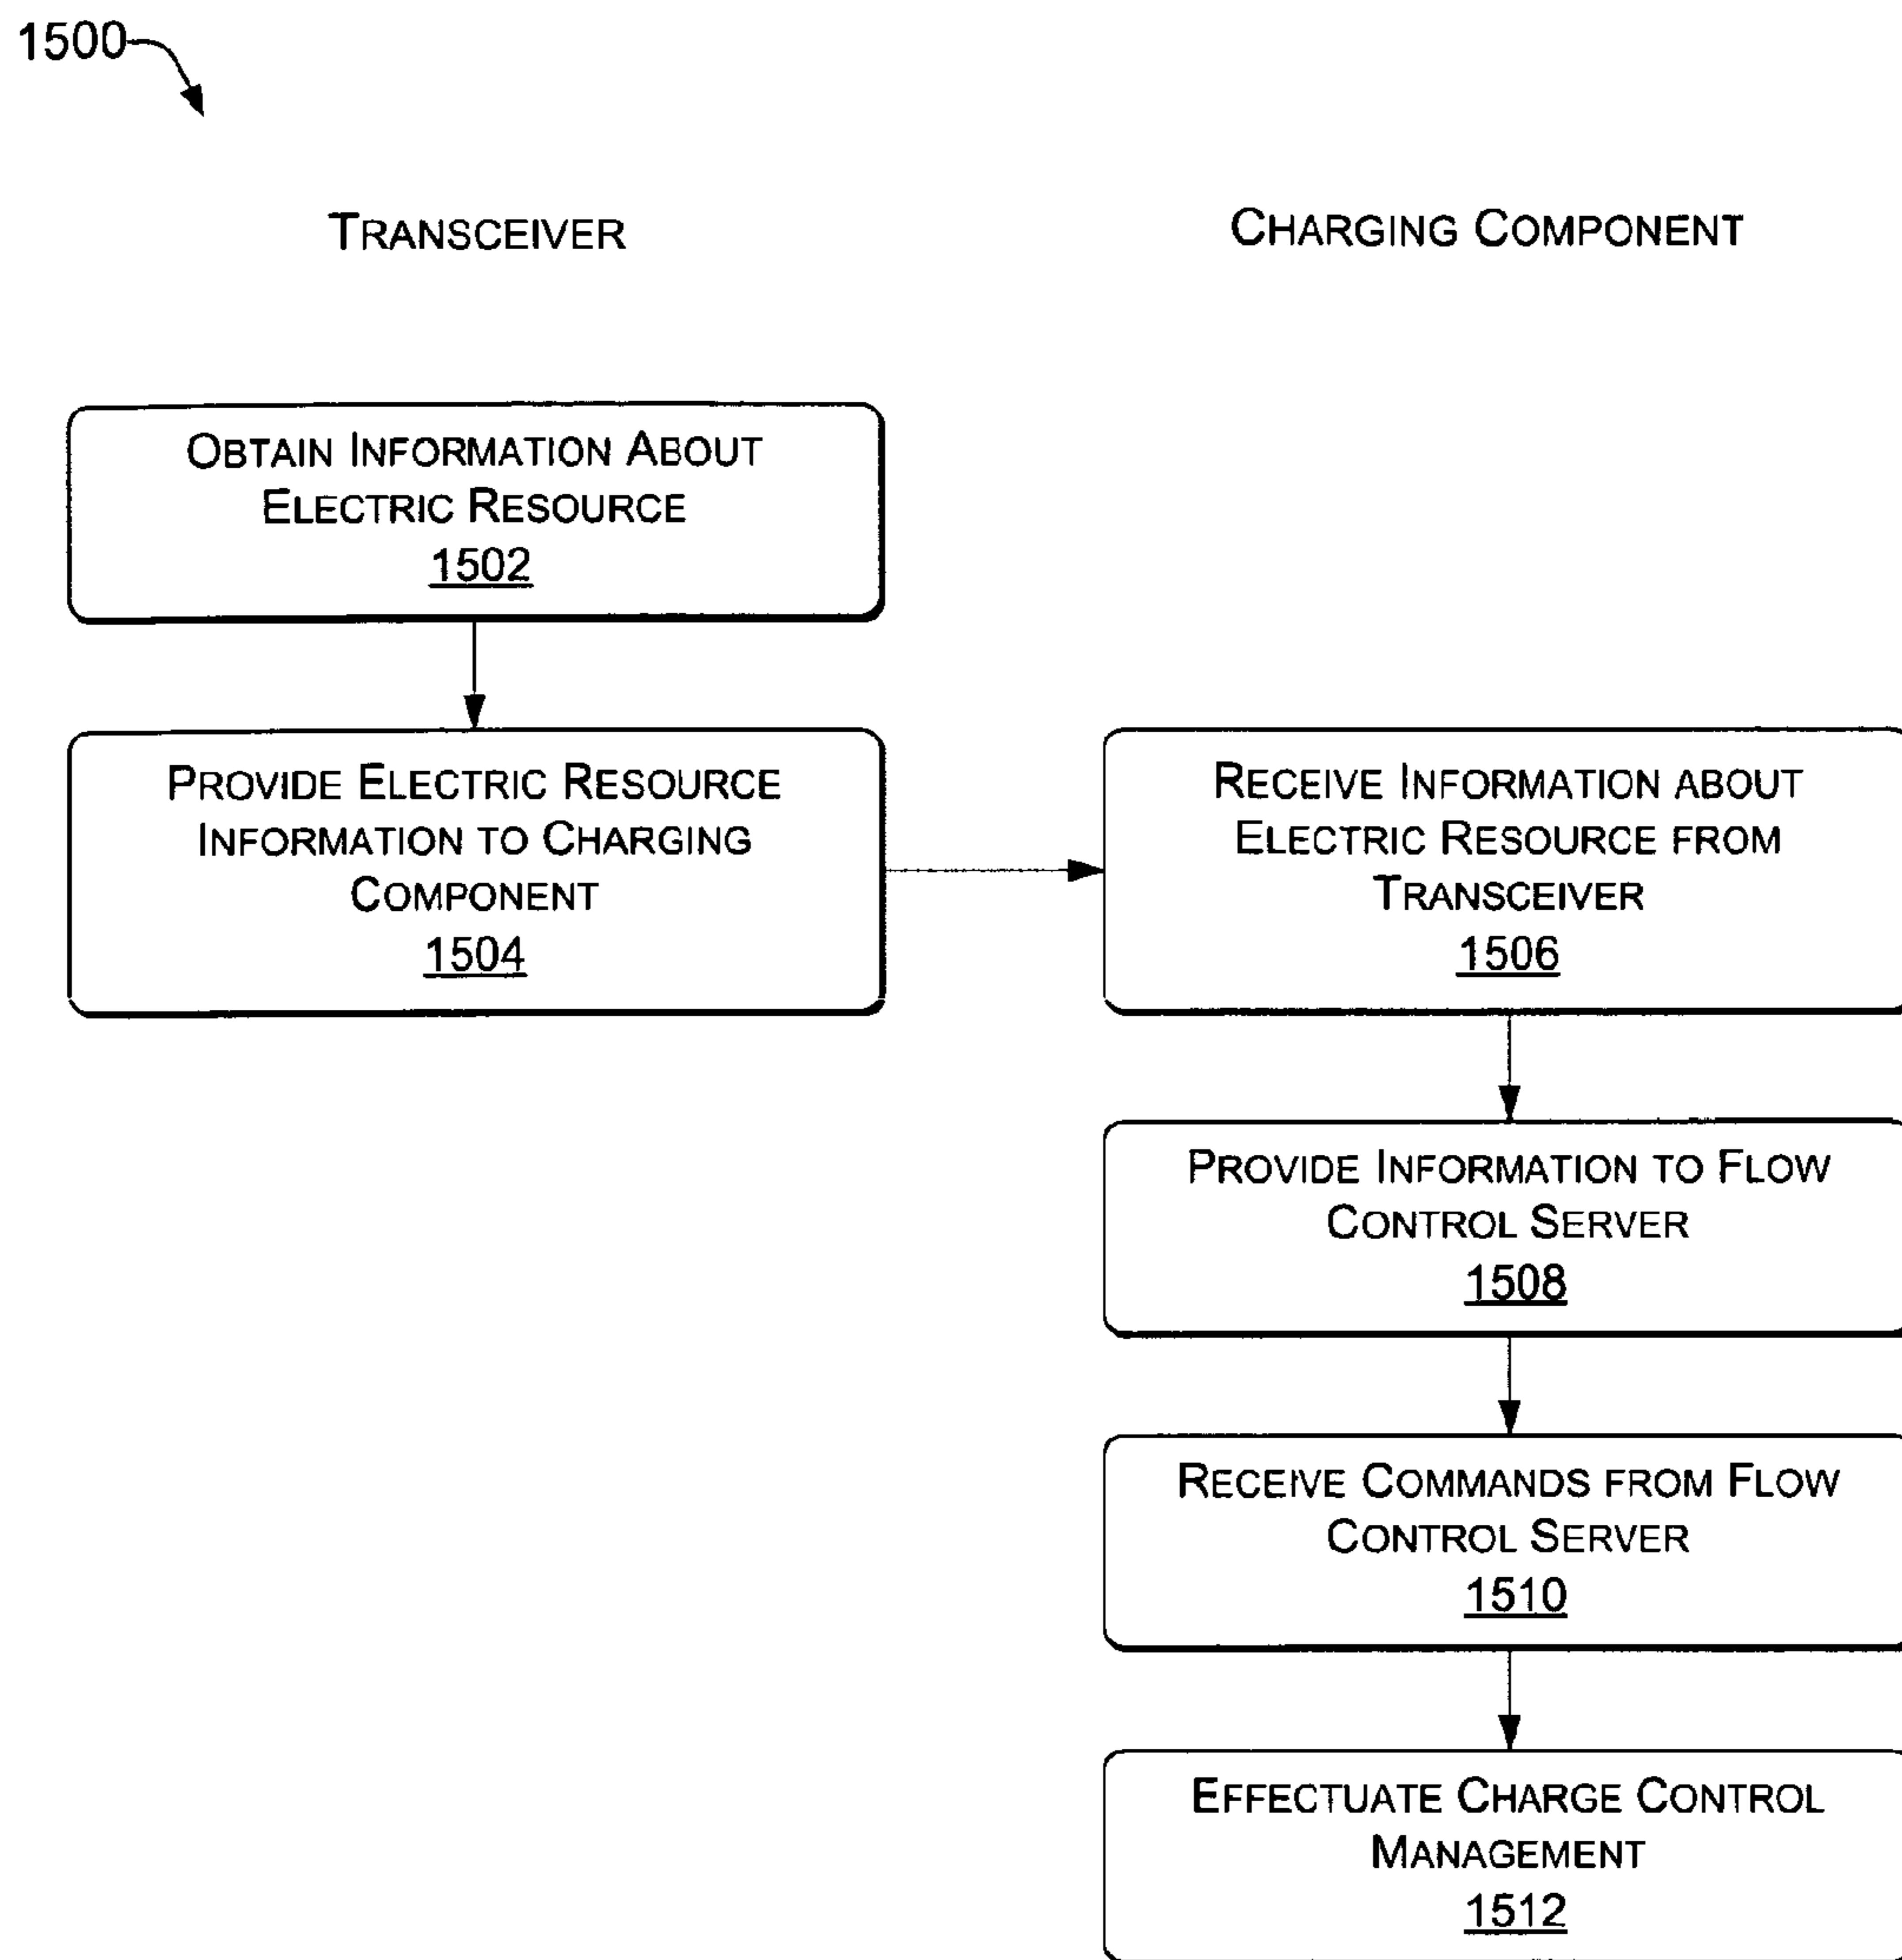 1500
TRANSCEIVER
CHARGING COMPONENT
OBTAIN INFORMATION ABOUT
ELECTRIC RESOURCE
1502
PROVIDE ELECTRIC RESOURCE
INFORMATION TO CHARGING
COMPONENT
1504
RECEIVE INFORMATION ABOUT
ELECTRIC RESOURCE FROM
TRANSCEIVER
1506
PROVIDE INFORMATION TO FLOW
CONTROL SERVER
1508
RECEIVE COMMANDS FROM FLOW
CONTROL SERVER
1510
EFFECTUATE CHARGE CONTROL
MANAGEMENT
1512